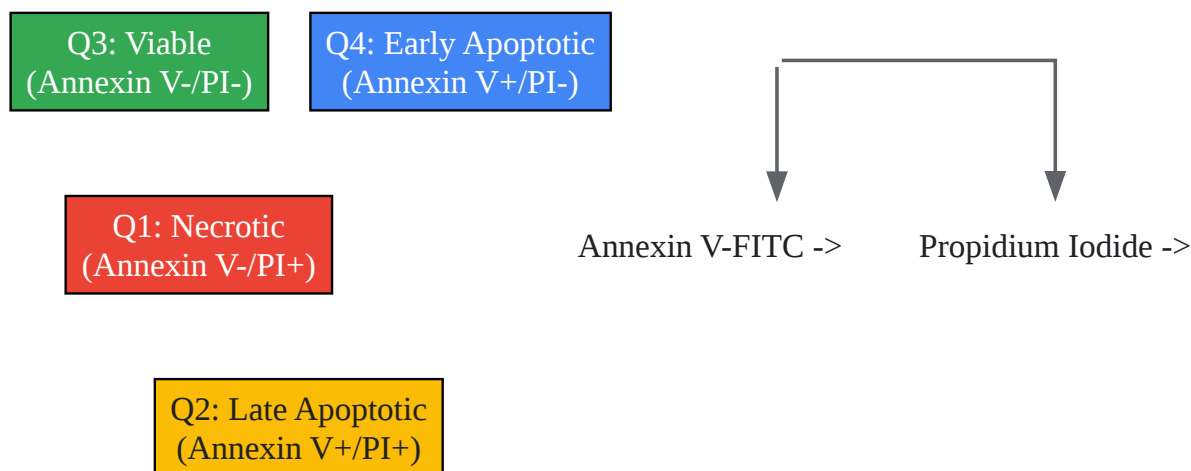 Q3: Viable
(Annexin V-/PI-)
Q4: Early Apoptotic
(Annexin V+/PI-)
Q1: Necrotic
(Annexin V-/PI+)
Annexin V-FITC ->
Propidium Iodide ->
Q2: Late Apoptotic
(Annexin V+/PI+)